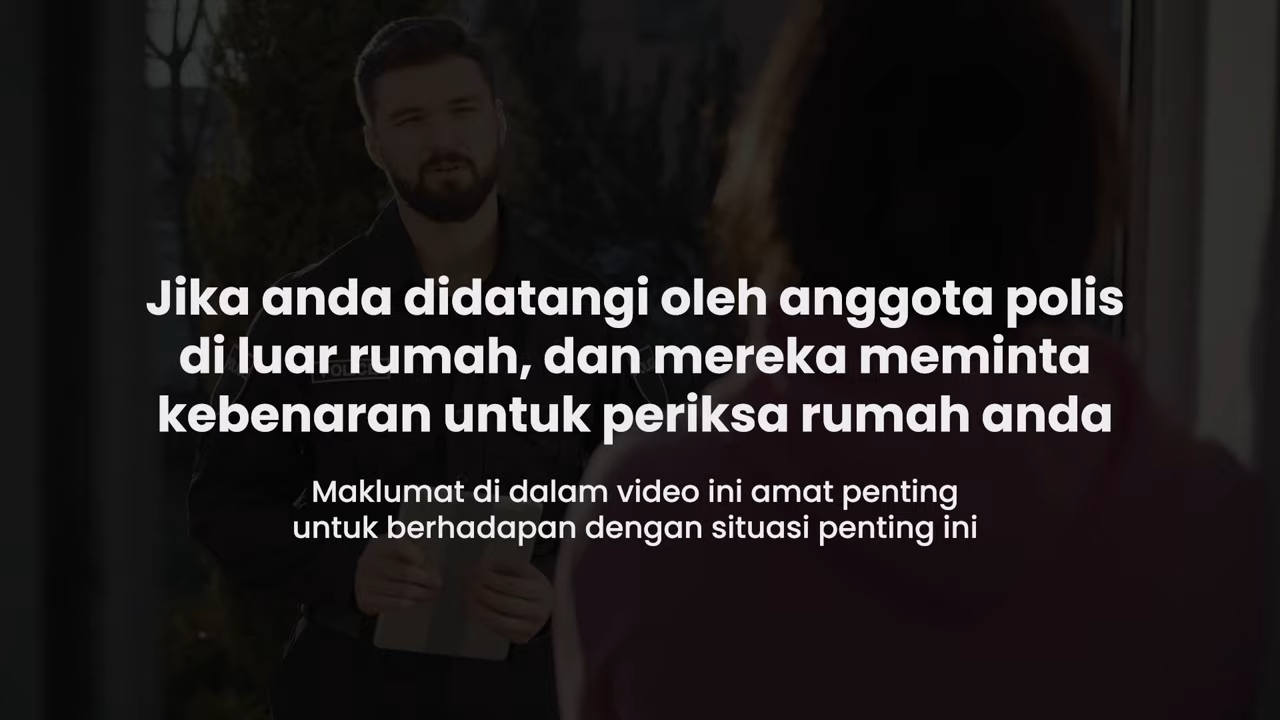 Jika anda didatangi oleh anggota polis
di luar rumah, dan mereka meminta
kebenaran untuk periksa rumah anda
Maklumat di dalam video ini amat penting
untuk berhadapan dengan situasi penting ini